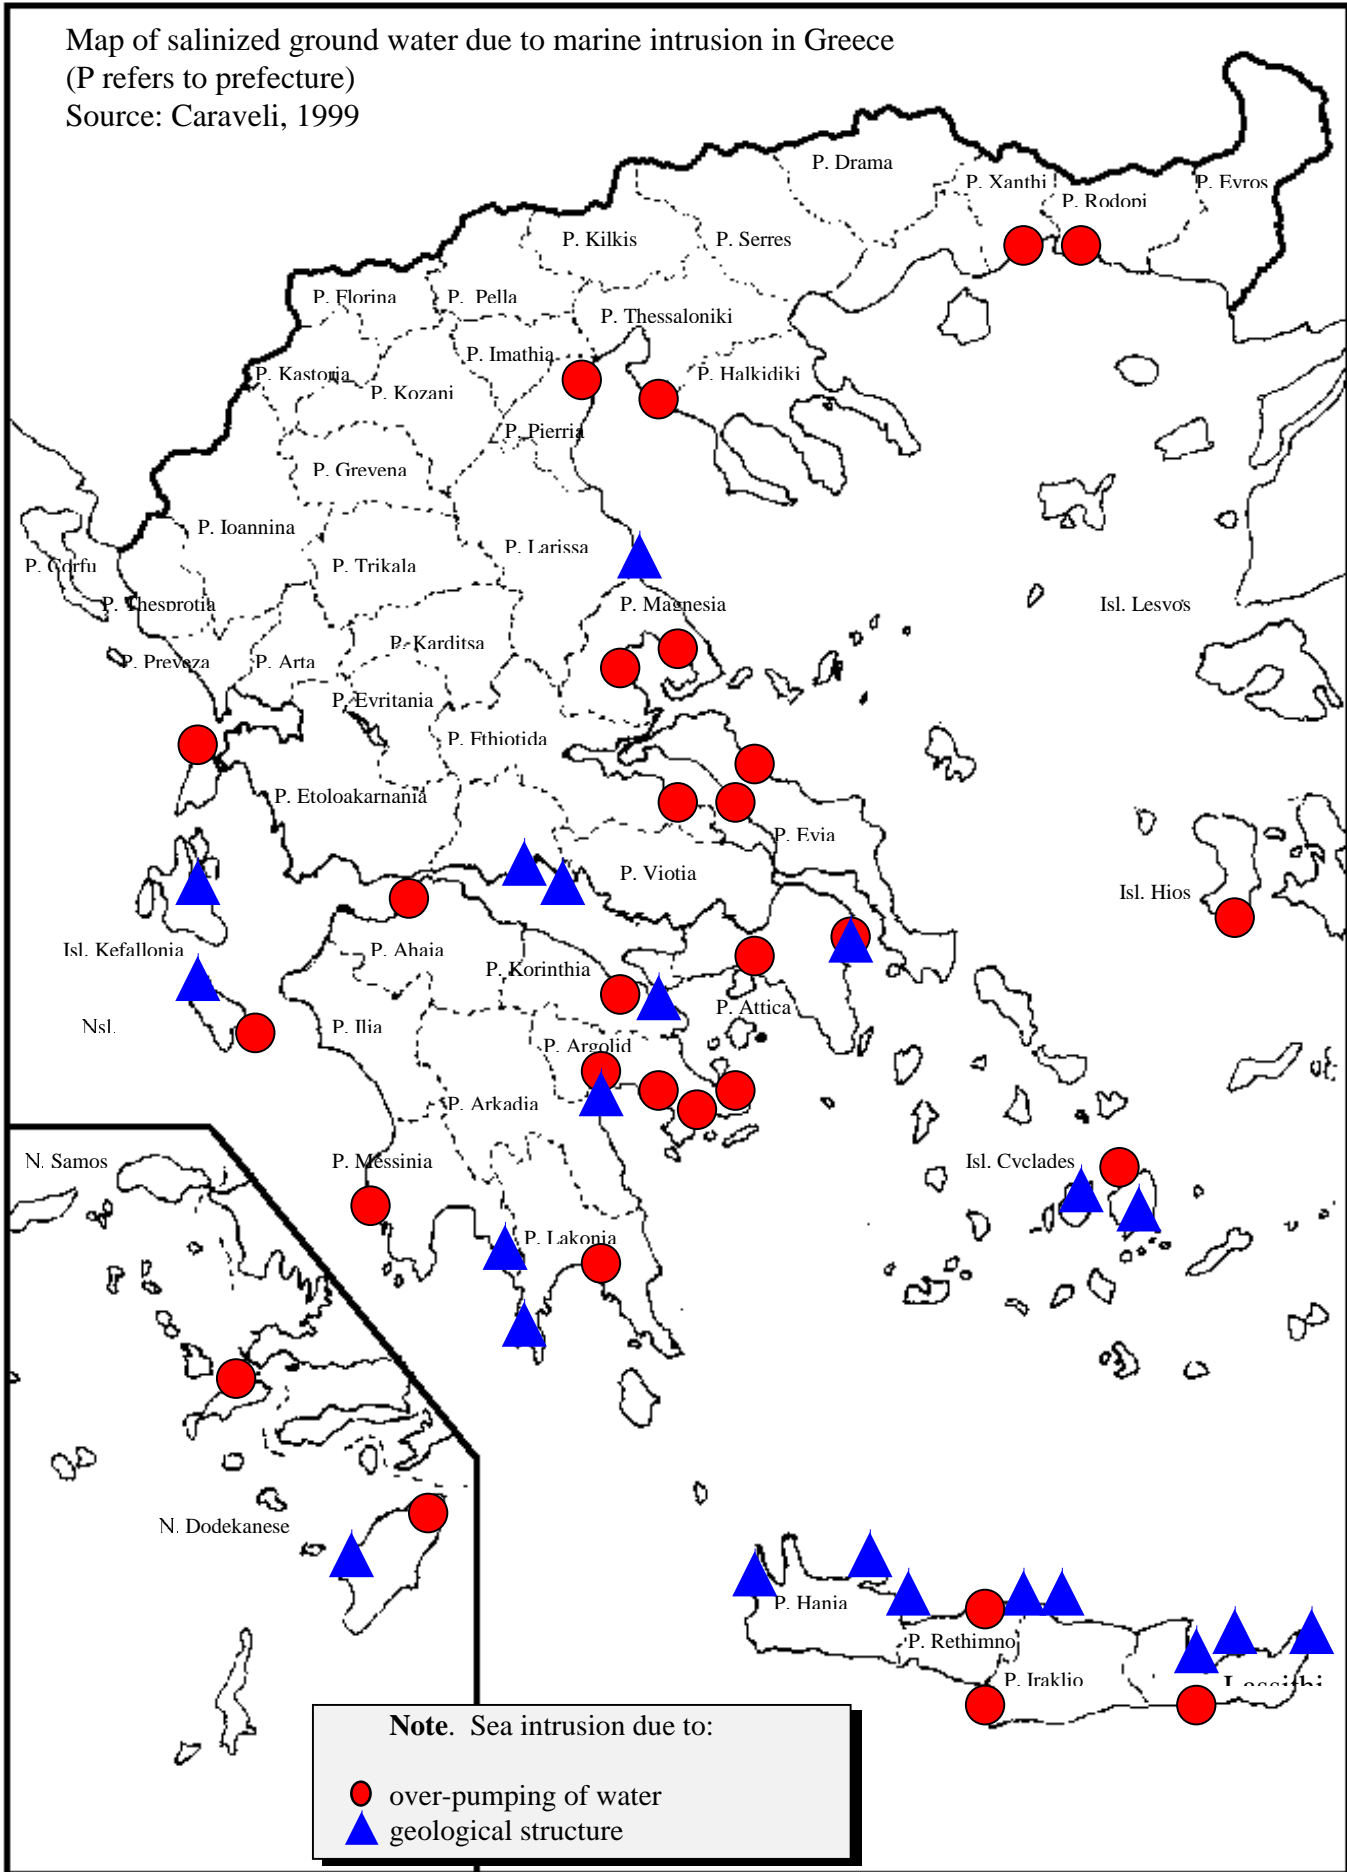 Map of salinized ground water due to marine intrusion in Greece
(P refers to prefecture)
Source: Caraveli, 1999
P. Drama
P. Xanthi
P. Evros
P. Rodopi
P. Kilkis
P. Serres
P. Florina
P. Pella
P. Thessaloniki
P. Imathia
P. Kastoria
P. Kozani
P. Halkidiki
P. Pierria
P. Grevena
P. Ioannina
P. Larissa
P. Corfu
P. Trikala
P. Thesprotia
P. Magnesia
Isl. Lesvos
P. Karditsa
P. Preveza
P. Arta
P. Evritania
P. Fthiotida
P. Etoloakarnania
P. Evia
P. Viotia
Isl. Hios
Isl. Kefallonia
P. Ahaia
P. Korinthia
P. Attica
Nsl.
P. Ilia
P. Argolid
P. Arkadia
N. Samos
P. Messinia
Isl. Cyclades
P. Lakonia
N. Dodekanese
P. Hania
P. Rethimno
P. Iraklio
Lassithi
Note. Sea intrusion due to:
over-pumping of water
geological structure